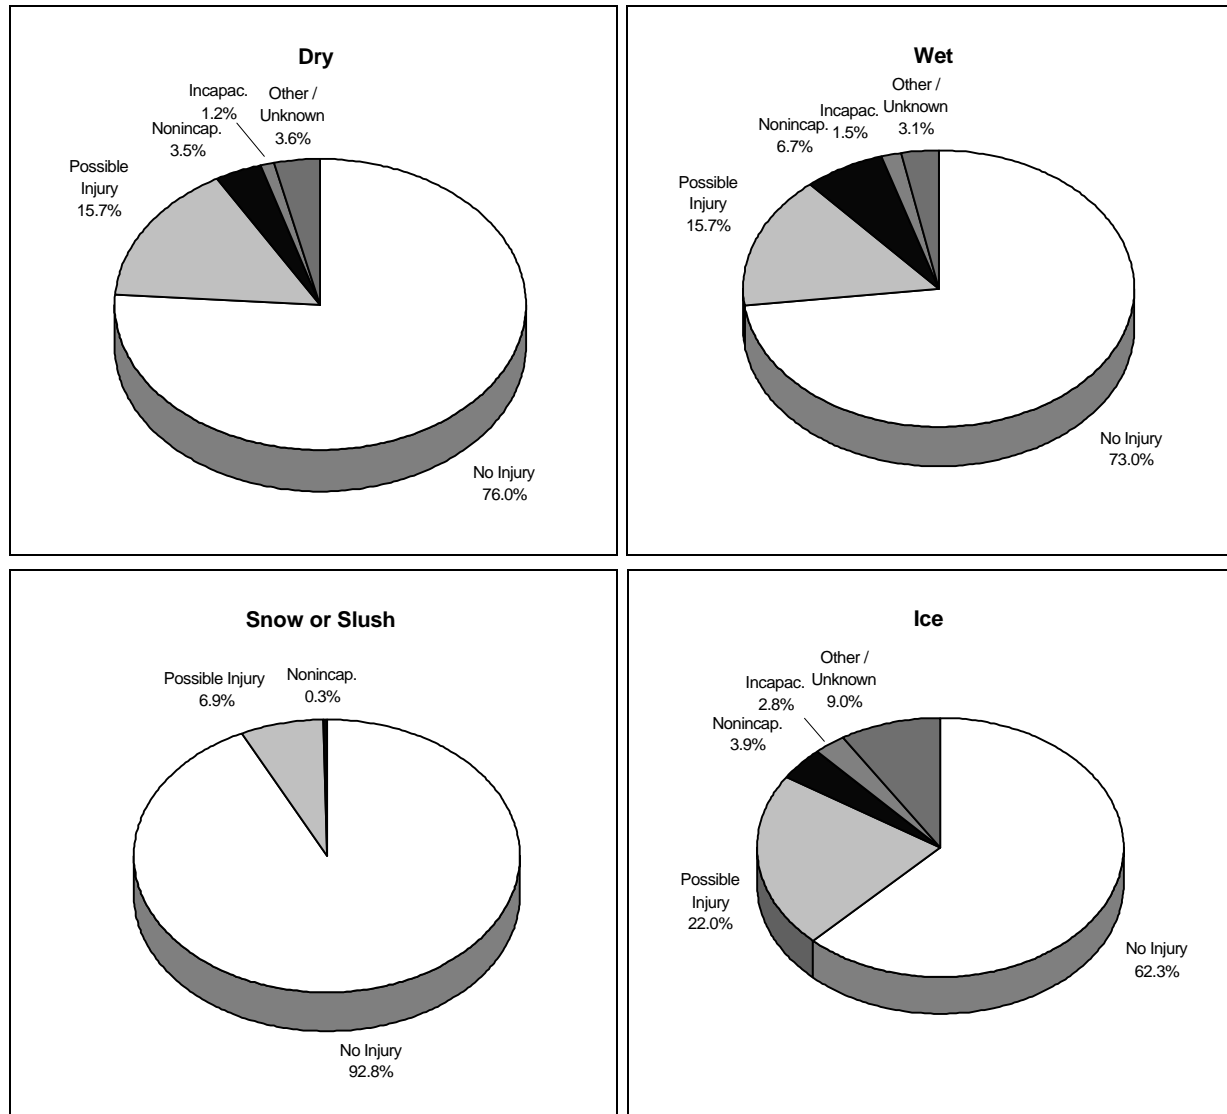 Dry
Incapac.
1.2%
Other /
Unknown
3.6%
Nonincap.
3.5%
Possible
Injury
15.7%
No Injury
76.0%
Wet
Other /
Unknown
3.1%
Incapac.
1.5%
Nonincap.
6.7%
Possible
Injury
15.7%
No Injury
73.0%
Snow or Slush
Possible Injury
6.9%
Nonincap.
0.3%
No Injury
92.8%
Ice
Other /
Unknown
9.0%
Incapac.
2.8%
Nonincap.
3.9%
Possible
Injury
22.0%
No Injury
62.3%